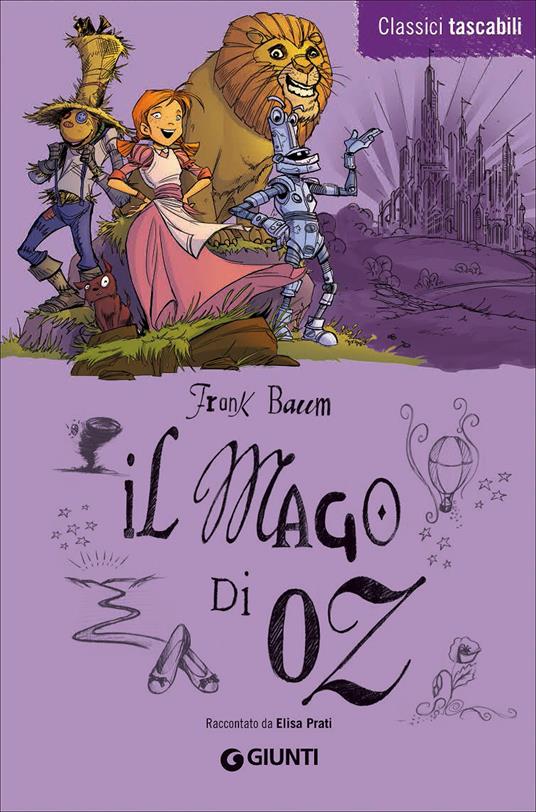 Classici tascabili
Frank Baum
il Mago
Di OZ
Raccontato da Elisa Prati
GIUNTI